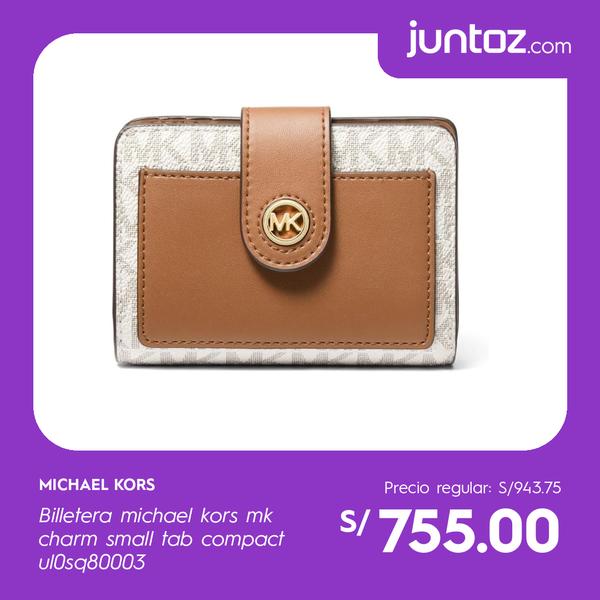 juntoz.com
MK
MICHAEL KORS
Billetera michael kors mk
charm small tab compact
ul0sq80003
Precio regular: S/943.75
S/ 755.00